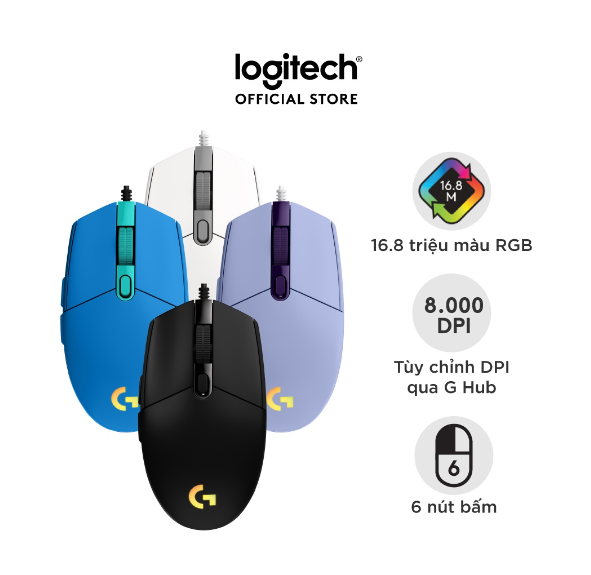 logitech®
OFFICIAL STORE
16.8
M
16.8 triệu màu RGB
8.000
DPI
Tùy chỉnh DPI
qua G Hub
6
6 nút bấm
G
G
G